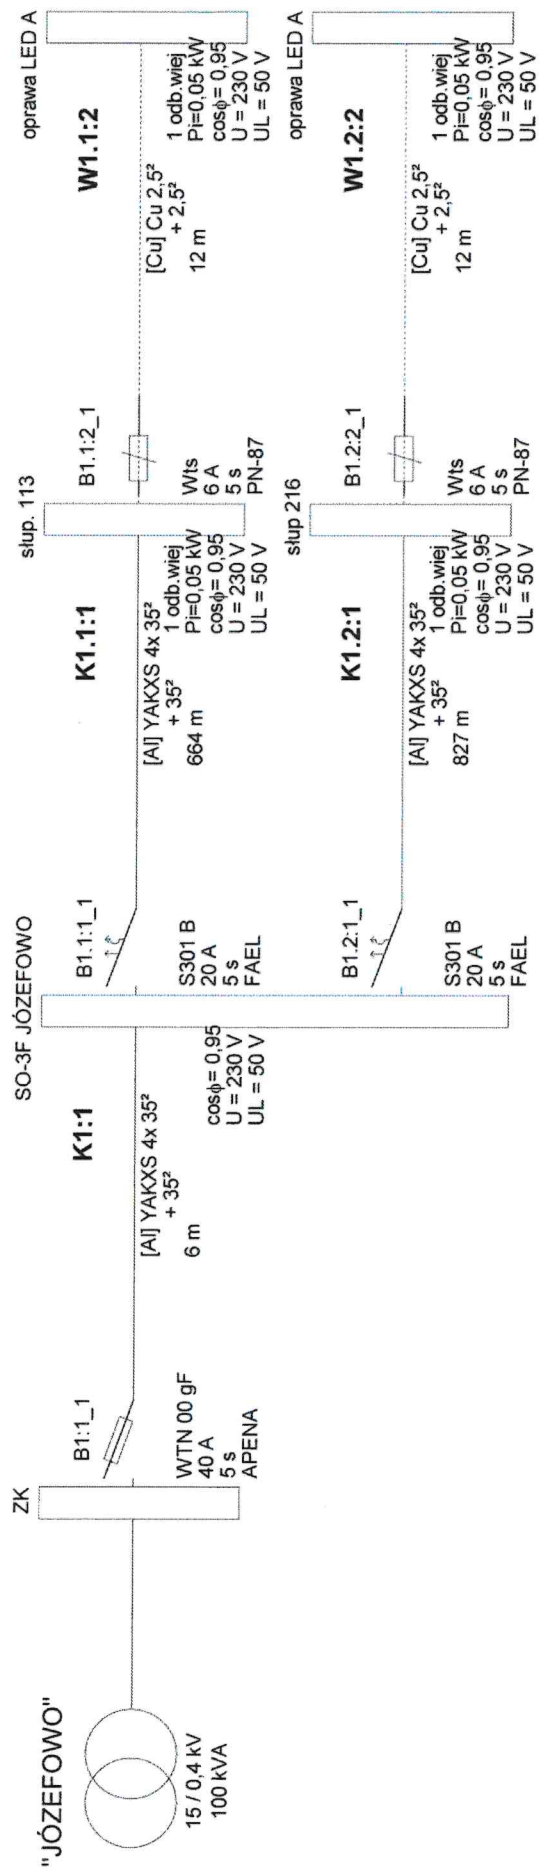 "JÓZEFOWO"
15 / 0,4 kV
100 kVA
ZK
B1:1_1
WTN 00 gF
40 A
5 s
APENA
K1:1
[Al] YAKXS 4x 35²
+ 35²
6 m
SO-3F JÓZEFOWO
cosϕ= 0,95
U = 230 V
UL = 50 V
B1.1:1_1
S301 B
20 A
5 s
FAEL
K1.1:1
[Al] YAKXS 4x 35²
+ 35²
664 m
słup. 113
1 odb.wiej
Pi=0,05 kW
cosϕ= 0,95
U = 230 V
UL = 50 V
B1.1:2_1
Wts
6 A
5 s
PN-87
W1.1:2
[Cu] Cu 2,5²
+ 2,5²
12 m
oprawa LED A
1 odb.wiej
Pi=0,05 kW
cosϕ= 0,95
U = 230 V
UL = 50 V
B1.2:1_1
S301 B
20 A
5 s
FAEL
K1.2:1
[Al] YAKXS 4x 35²
+ 35²
827 m
słup 216
1 odb.wiej
Pi=0,05 kW
cosϕ= 0,95
U = 230 V
UL = 50 V
B1.2:2_1
Wts
6 A
5 s
PN-87
W1.2:2
[Cu] Cu 2,5²
+ 2,5²
12 m
oprawa LED A
1 odb.wiej
Pi=0,05 kW
cosϕ= 0,95
U = 230 V
UL = 50 V